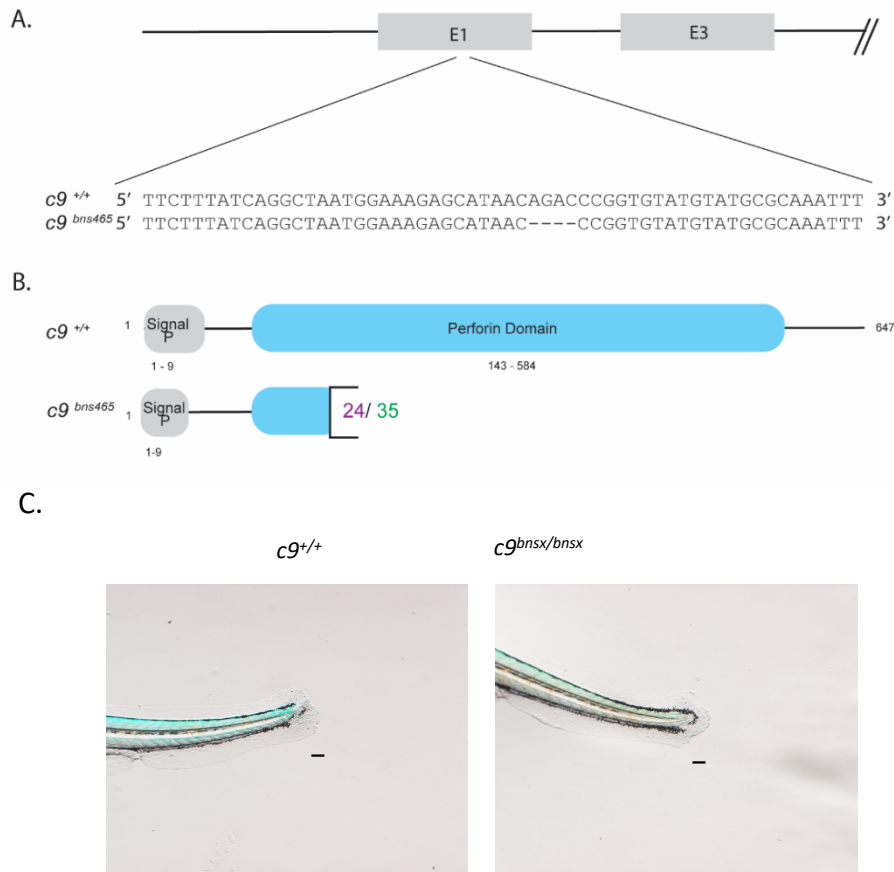 A.
E1 E3
c9 +/+ 5′ TTCTTTATCAGGCTAATGGAAAGAGCATAACAGACCCGGTGTATGTATGCGCAAATTT 3′
c9 bns465 5′ TTCTTTATCAGGCTAATGGAAAGAGCATAAC----CCGGTGTATGTATGCGCAAATTT 3′
B.
c9 +/+ 1 Signal P Perforin Domain 647
1 - 9 143 - 584
c9 bns465 1 Signal P 24/ 35
1-9
C.
c9+/+ c9bnsx/bnsx